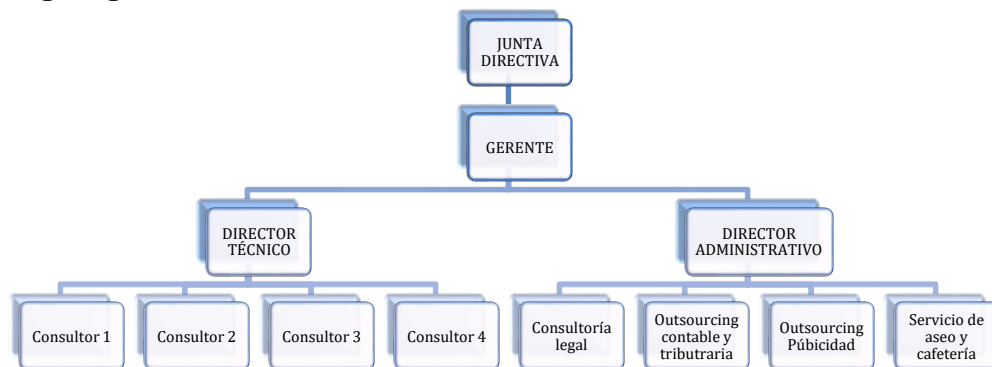 JUNTA
DIRECTIVA
GERENTE
DIRECTOR
TÉCNICO
DIRECTOR
ADMINISTRATIVO
Consultor 1
Consultor 2
Consultor 3
Consultor 4
Consultoría
legal
Outsourcing
contable y
tributraria
Outsourcing
Púbicidad
Servicio de
aseo y
cafetería